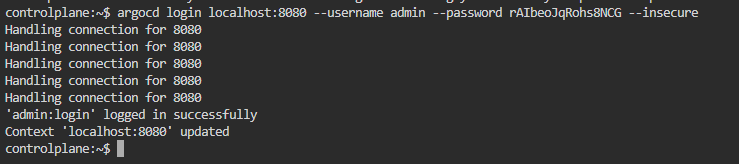 controlplane:~$ argocd login localhost:8080 --username admin --password rAIbeoJqRohs8NCG --insecure
Handling connection for 8080
Handling connection for 8080
Handling connection for 8080
Handling connection for 8080
Handling connection for 8080
'admin:login' logged in successfully
Context 'localhost:8080' updated
controlplane:~$